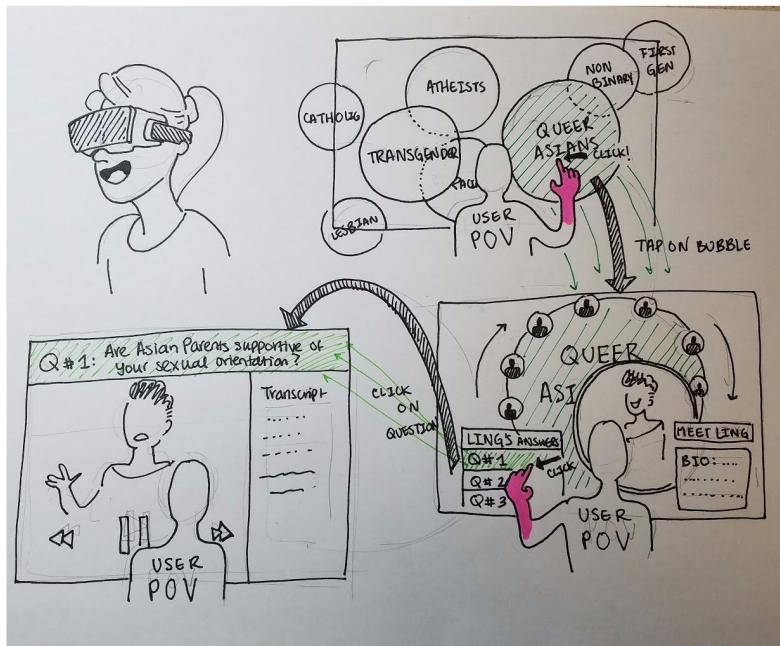 CATHOLIC
ATHEISTS
TRANSGENDER
LESBIAN
QUEER
ASIANS
CLICK!
NON
BINARY
FIRST
GEN
USER
POV
TAP ON BUBBLE
QUEER
ASI
LING'S ANSWERS
Q#1
Q#2
Q#3
CLICK
MEET LING
BIO:
USER
POV
CLICK
ON
QUESTION
Q#1: Are Asian Parents supportive of
your sexual orientation?
Transcript
USER
POV